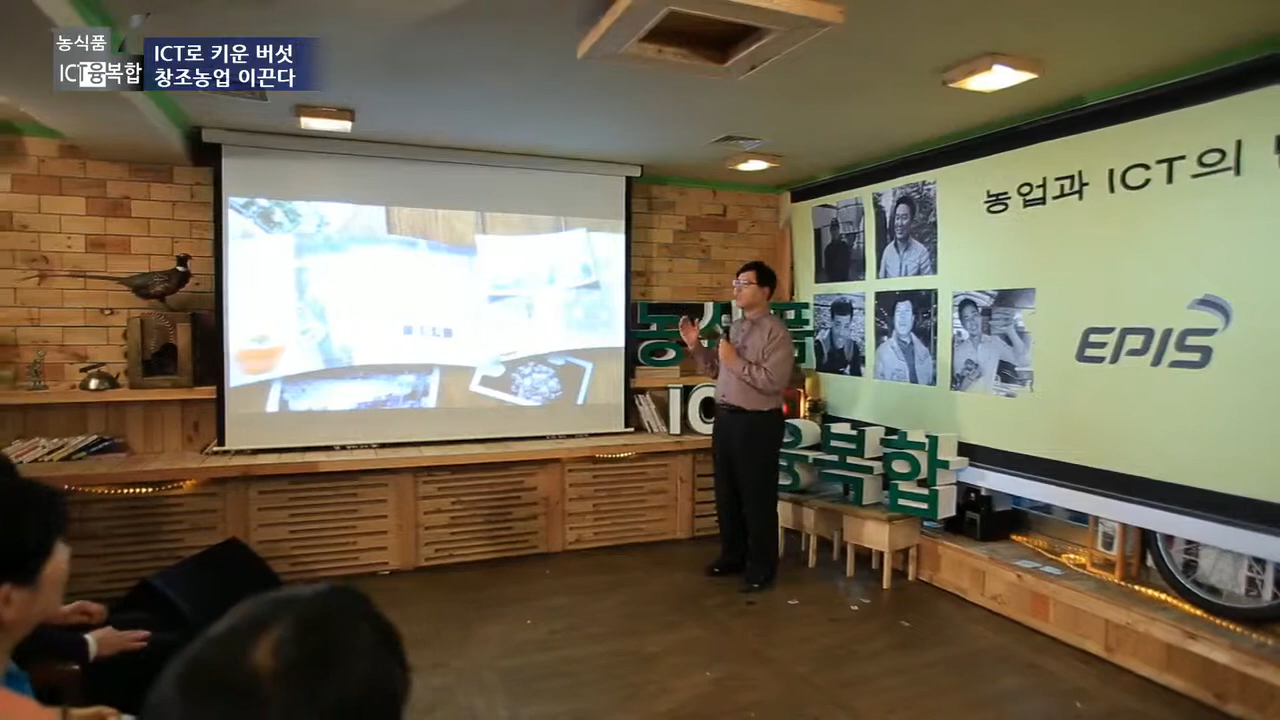 농식품
ICT융복합
ICT로 키운 버섯
창조농업 이끈다
농업과 ICT의
EPIS
농식품
IC
융복합